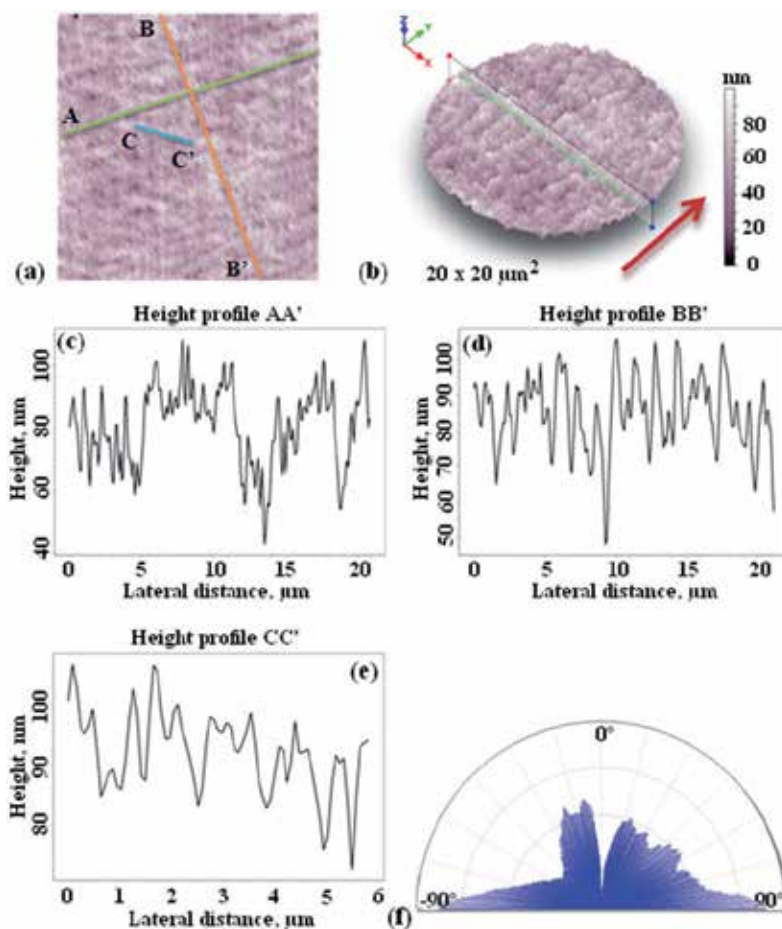 B
A
C
C'
B'
(a)
Z
Y
X
nm
80
60
40
20
0
(b)
20 x 20 µm²
Height profile AA'
(c)
Height, nm
100
80
60
40
0
5
10
15
20
Lateral distance, µm
Height profile BB'
(d)
Height, nm
100
90
80
70
60
50
0
5
10
15
20
Lateral distance, µm
Height profile CC'
(e)
Height, nm
100
90
80
0
1
2
3
4
5
6
Lateral distance, µm
0°
-90°
90°
(f)